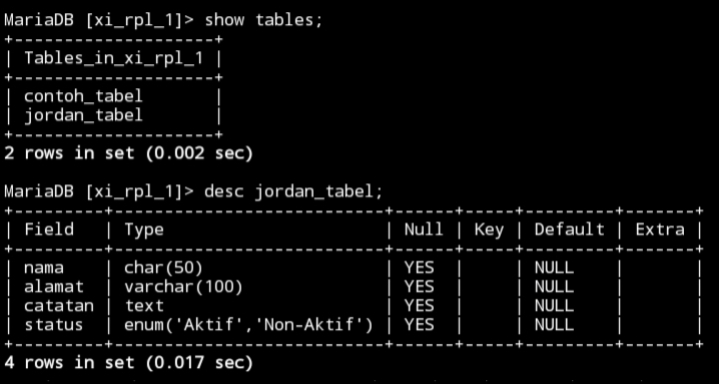 MariaDB [xi_rpl_1]> show tables;
+--------------------+
| Tables_in_xi_rpl_1 |
+--------------------+
| contoh_tabel       |
| jordan_tabel       |
+--------------------+
2 rows in set (0.002 sec)

MariaDB [xi_rpl_1]> desc jordan_tabel;
+---------+---------------------------+------+-----+---------+-------+
| Field   | Type                      | Null | Key | Default | Extra |
+---------+---------------------------+------+-----+---------+-------+
| nama    | char(50)                  | YES  |     | NULL    |       |
| alamat  | varchar(100)              | YES  |     | NULL    |       |
| catatan | text                      | YES  |     | NULL    |       |
| status  | enum('Aktif','Non-Aktif') | YES  |     | NULL    |       |
+---------+---------------------------+------+-----+---------+-------+
4 rows in set (0.017 sec)